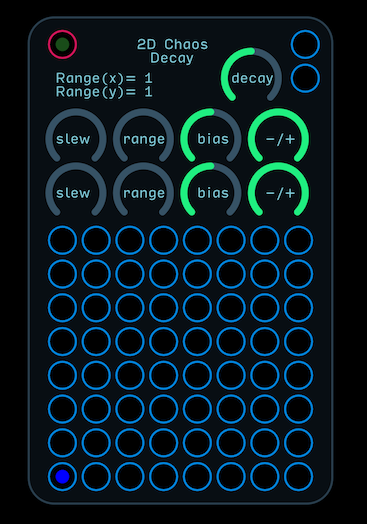 2D Chaos
Decay
decay
Range(x)= 1
Range(y)= 1
slew range bias -/+
slew range bias -/+